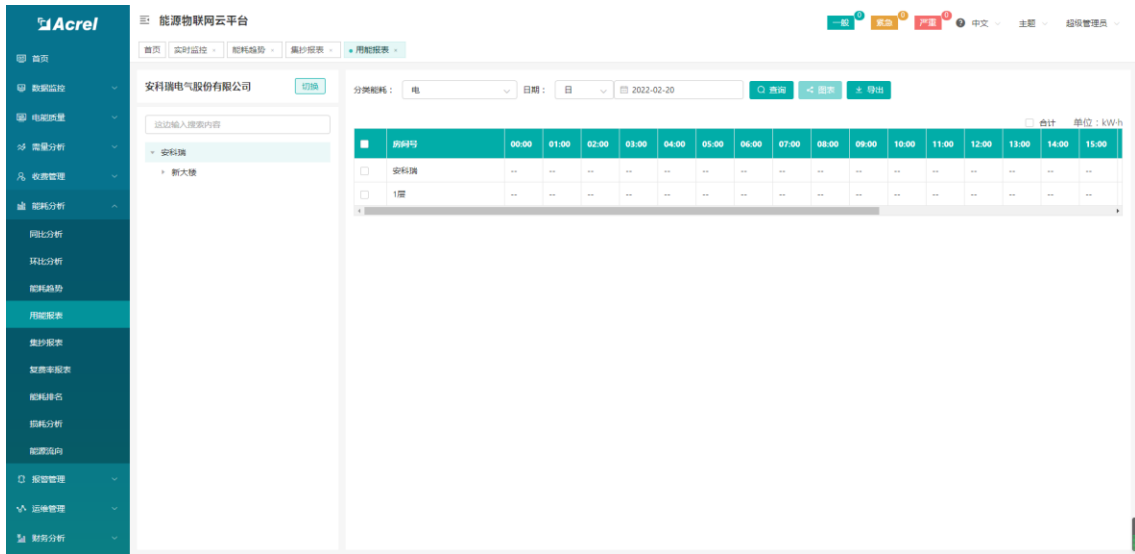 Acrel
能源物联网云平台
一般 0 紧急 0 严重 0 中文 主题 超级管理员
首页 实时监控 × 能耗趋势 × 集抄报表 × 用能报表 ×
首页
数据监控
电能质量
需量分析
收费管理
能耗分析
同比分析
环比分析
能耗趋势
用能报表
集抄报表
复费率报表
能耗排名
损耗分析
能源流向
报警管理
运维管理
财务分析
安科瑞电气股份有限公司 切换
这边输入搜索内容
安科瑞
新大楼
分类能耗: 电 日期: 日 2022-02-20 查询 图表 导出
合计 单位:kW·h
房间号 00:00 01:00 02:00 03:00 04:00 05:00 06:00 07:00 08:00 09:00 10:00 11:00 12:00 13:00 14:00 15:00
安科瑞 -- -- -- -- -- -- -- -- -- -- -- -- -- -- -- --
1层 -- -- -- -- -- -- -- -- -- -- -- -- -- -- -- --